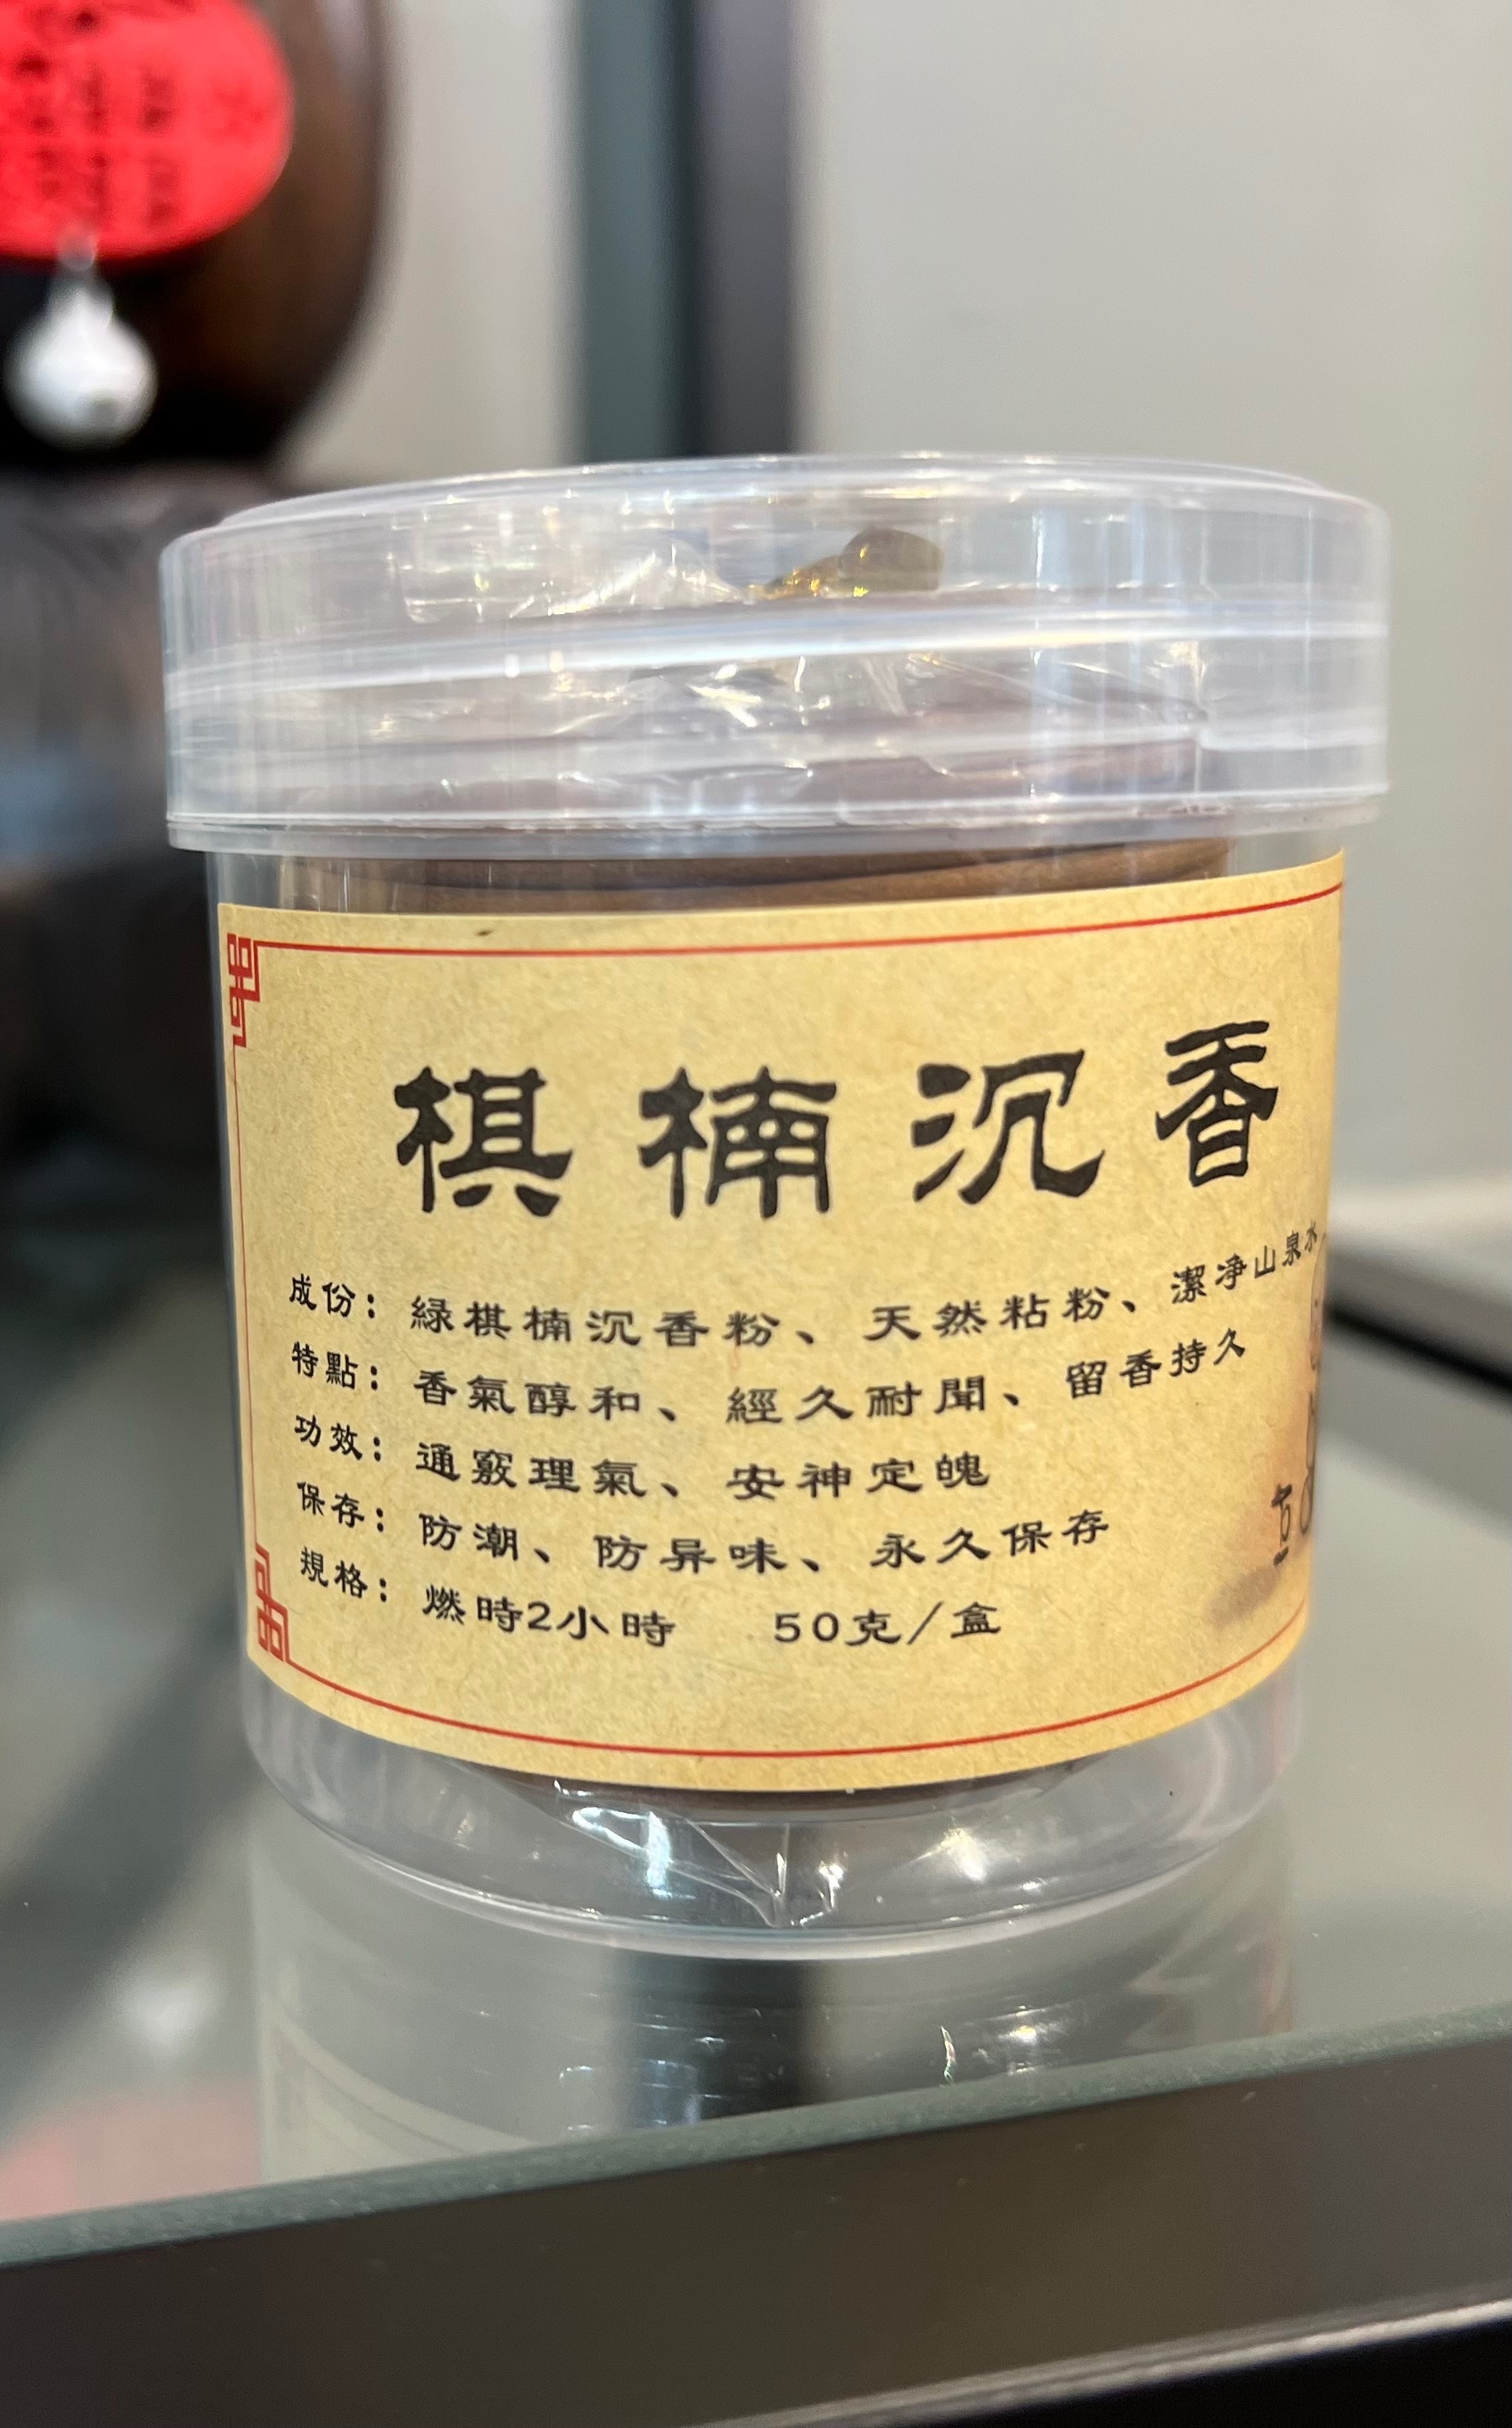 棋楠沉香
成份：綠棋楠沉香粉、天然粘粉、潔净山泉水
特點：香氣醇和、經久耐聞、留香持久
功效：通竅理氣、安神定魄
保存：防潮、防异味、永久保存
規格：燃時2小時 50克/盒